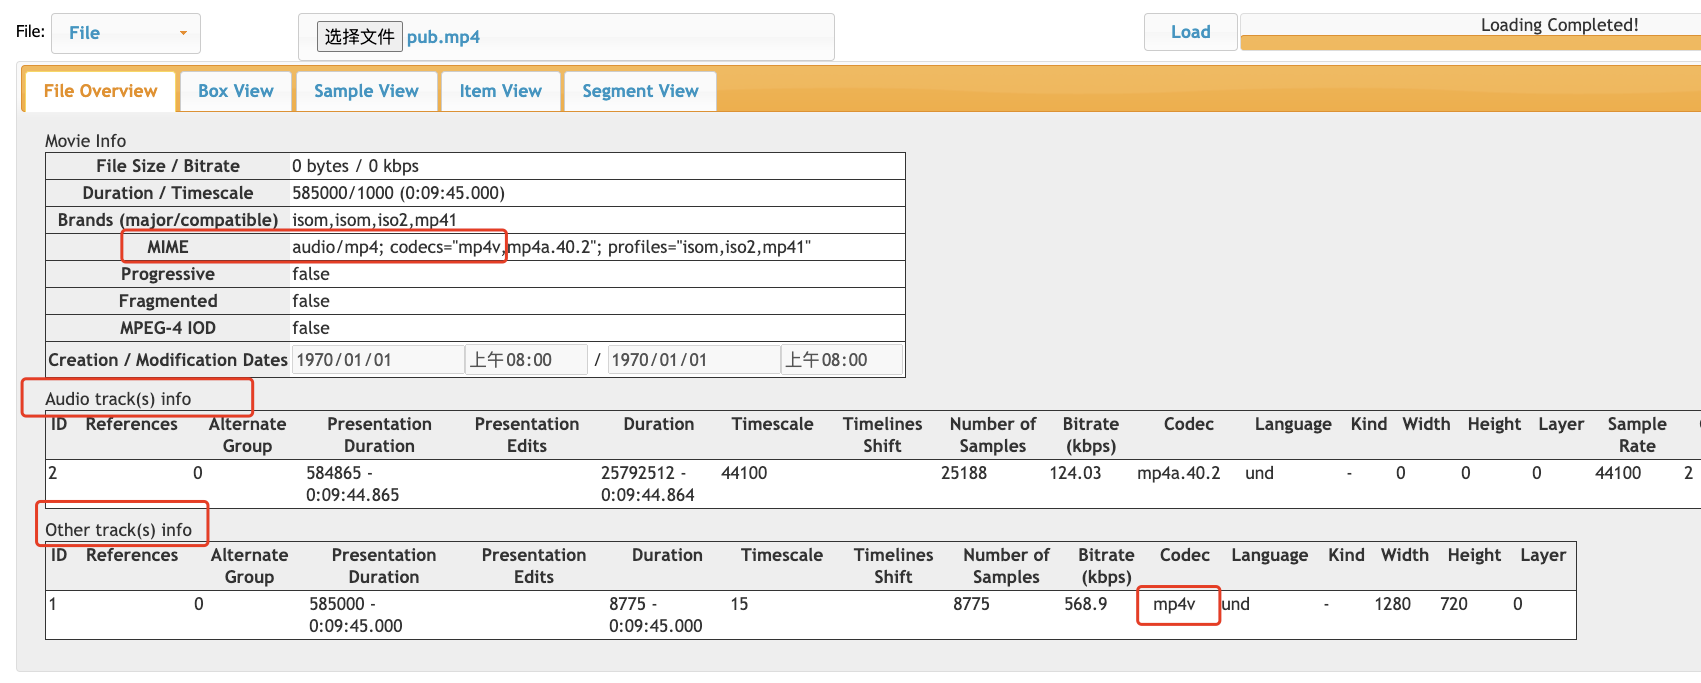 File: File 选择文件 pub.mp4 Load Loading Completed!
File Overview Box View Sample View Item View Segment View
Movie Info
File Size / Bitrate 0 bytes / 0 kbps
Duration / Timescale 585000/1000 (0:09:45.000)
Brands (major/compatible) isom,isom,iso2,mp41
MIME audio/mp4; codecs="mp4v,mp4a.40.2"; profiles="isom,iso2,mp41"
Progressive false
Fragmented false
MPEG-4 IOD false
Creation / Modification Dates 1970/01/01 上午08:00 / 1970/01/01 上午08:00
Audio track(s) info
ID References Alternate Group Presentation Duration Presentation Edits Duration Timescale Timelines Shift Number of Samples Bitrate (kbps) Codec Language Kind Width Height Layer Sample Rate
2 0 584865 - 0:09:44.865 25792512 - 0:09:44.864 44100 25188 124.03 mp4a.40.2 und - 0 0 0 44100 2
Other track(s) info
ID References Alternate Group Presentation Duration Presentation Edits Duration Timescale Timelines Shift Number of Samples Bitrate (kbps) Codec Language Kind Width Height Layer
1 0 585000 - 0:09:45.000 8775 - 0:09:45.000 15 8775 568.9 mp4v und - 1280 720 0